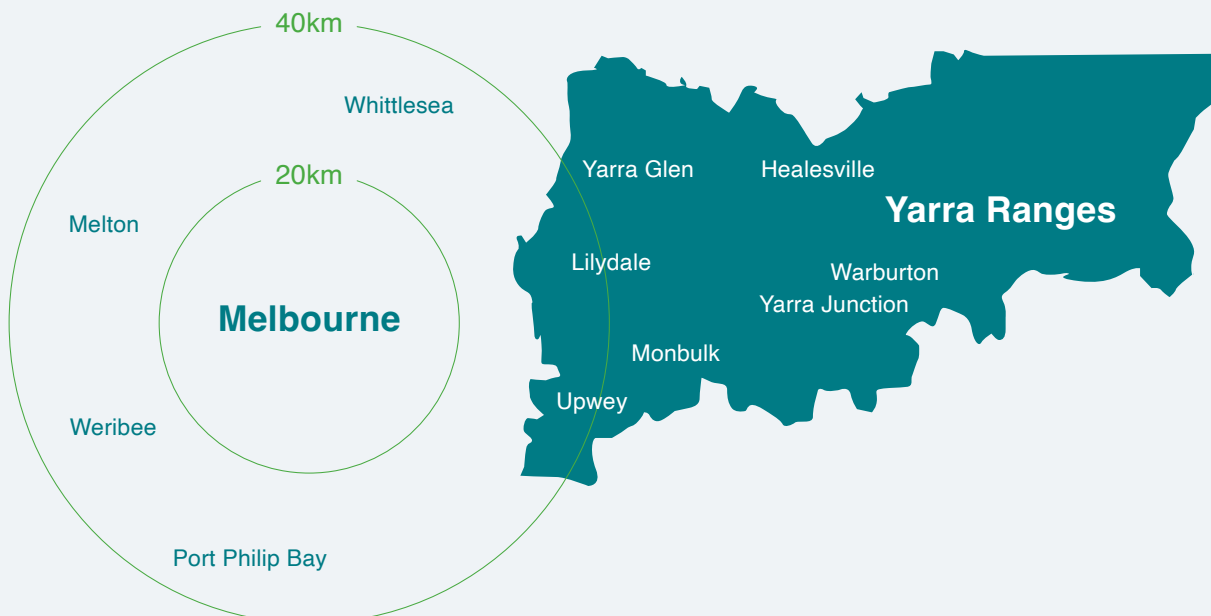 40km
Whittlesea
Yarra Glen
Healesville
20km
Yarra Ranges
Melton
Lilydale
Warburton
Yarra Junction
Melbourne
Monbulk
Upwey
Weribee
Port Philip Bay